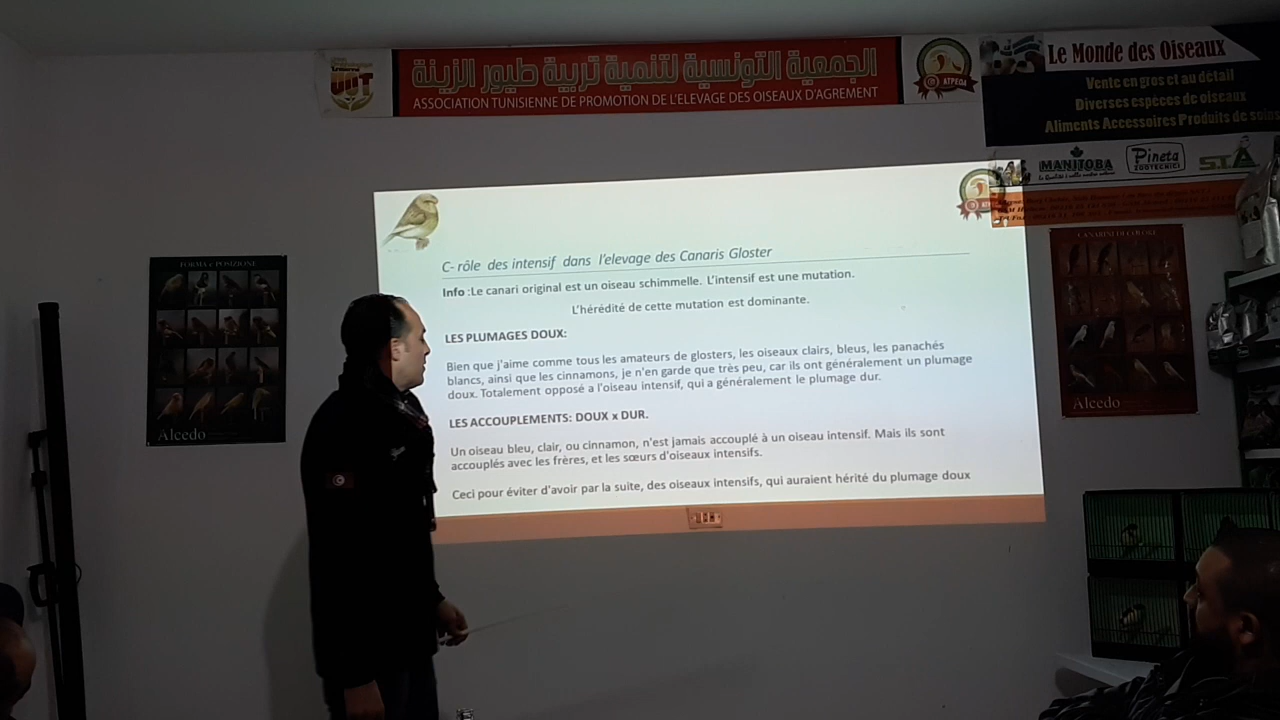 الجمعية التونسية لتنمية تربية طيور الزينة
ASSOCIATION TUNISIENNE DE PROMOTION DE L'ELEVAGE DES OISEAUX D'AGREMENT
ATPEOA
Le Monde des Oiseaux
Vente en gros et au détail
Diverses espèces de oiseaux
Aliments Accessoires Produits de soins
MANITOBA
Pineta
ZOOTECNICI
STA
FORMA e POSIZIONE
Alcedo
CANARINI DI COLORE
Alcedo
C- rôle des intensif dans l'elevage des Canaris Gloster
Info :Le canari original est un oiseau schimmelle. L'intensif est une mutation.
L'hérédité de cette mutation est dominante.
LES PLUMAGES DOUX:
Bien que j'aime comme tous les amateurs de glosters, les oiseaux clairs, bleus, les panachés
blancs, ainsi que les cinnamons, je n'en garde que très peu, car ils ont généralement un plumage
doux. Totalement opposé a l'oiseau intensif, qui a généralement le plumage dur.
LES ACCOUPLEMENTS: DOUX x DUR.
Un oiseau bleu, clair, ou cinnamon, n'est jamais accouplé à un oiseau intensif. Mais ils sont
accouplés avec les frères, et les sœurs d'oiseaux intensifs.
Ceci pour éviter d'avoir par la suite, des oiseaux intensifs, qui auraient hérité du plumage doux